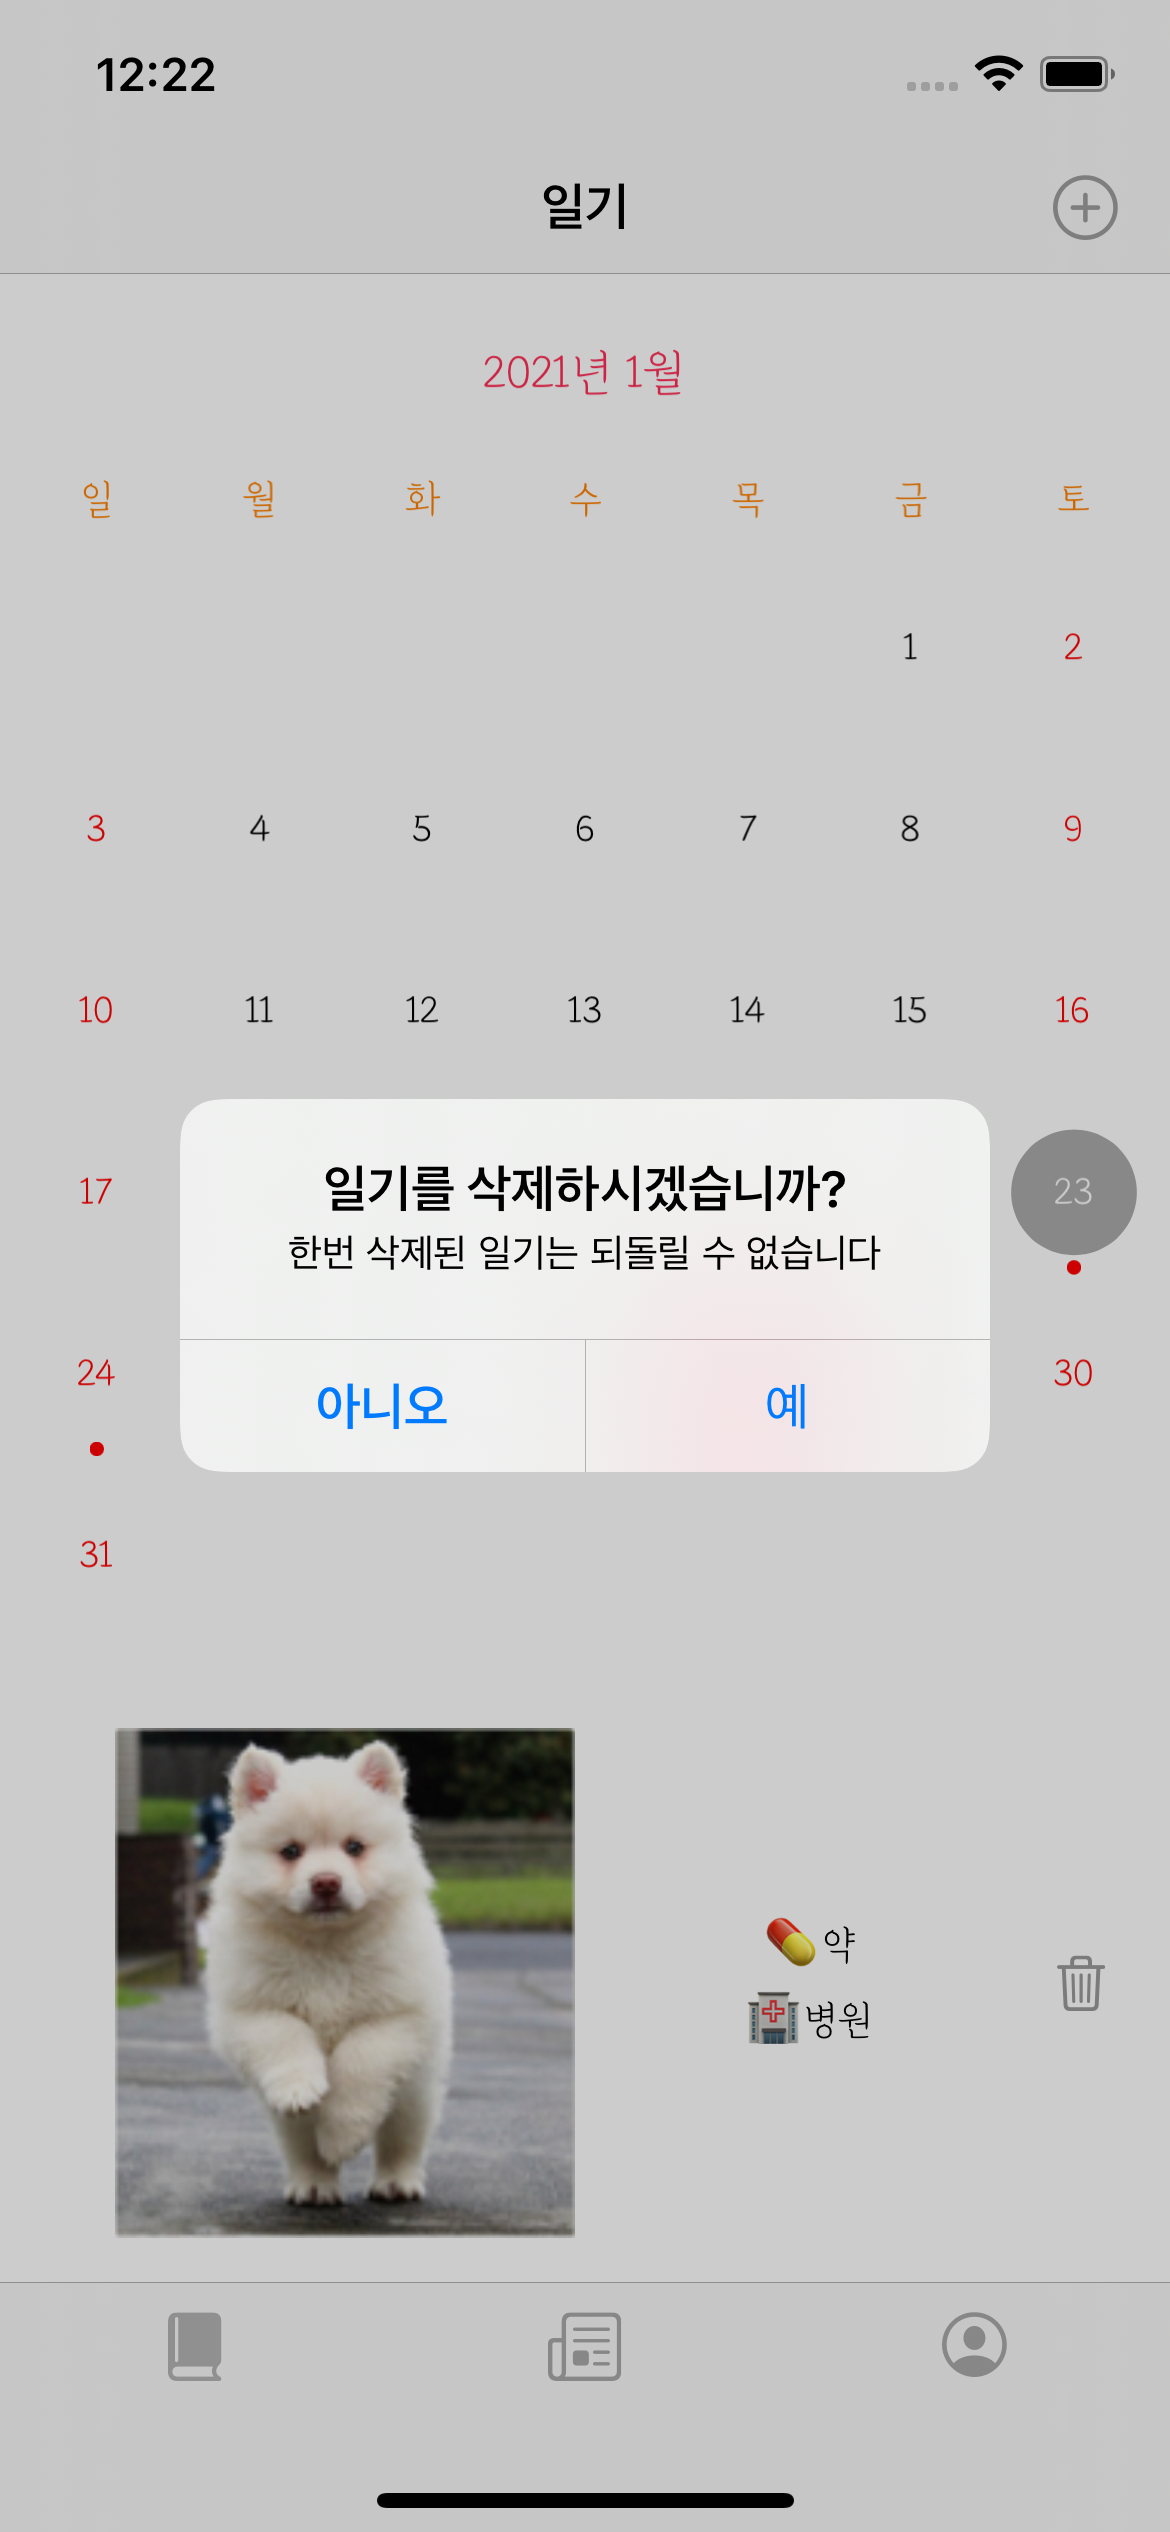 12:22
일기
2021년 1월
일 월 화 수 목 금 토
1 2
3 4 5 6 7 8 9
10 11 12 13 14 15 16
17 23
일기를 삭제하시겠습니까?
한번 삭제된 일기는 되돌릴 수 없습니다
24 30
아니오 예
31
약
병원